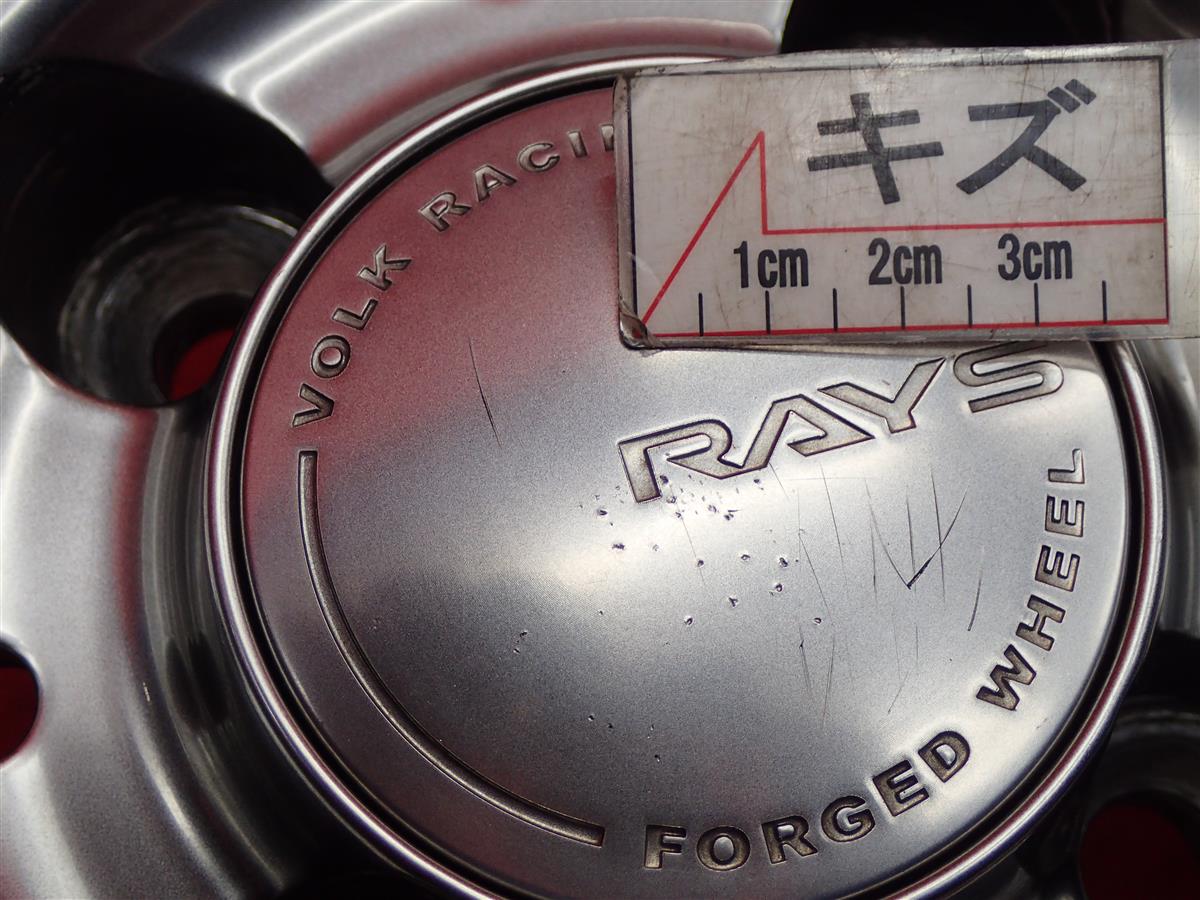 キズ
1cm 2cm 3cm
VOLK RACIN
RAYS
FORGED WHEEL